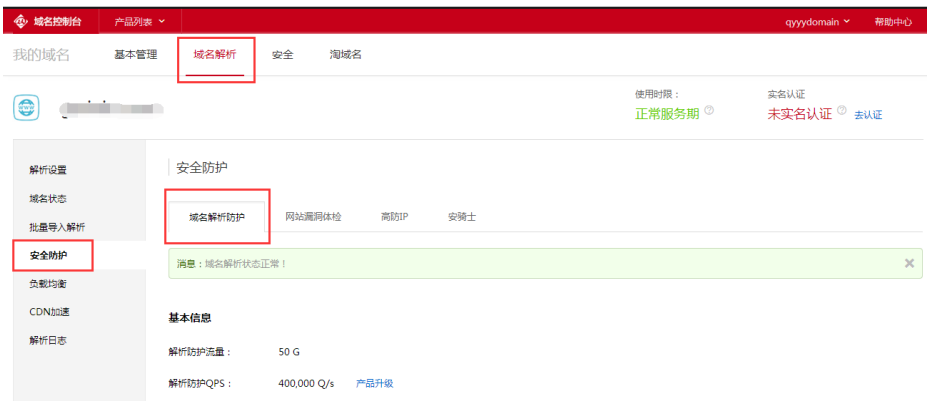 域名控制台 产品列表 qyyydomain 帮助中心
我的域名 基本管理 域名解析 安全 淘域名
使用时限： 实名认证
www 正常服务期 未实名认证 去认证
解析设置 安全防护
域名状态
域名解析防护 网站漏洞体检 高防IP 安骑士
批量导入解析
安全防护 消息：域名解析状态正常！
负载均衡
CDN加速 基本信息
解析日志 解析防护流量： 50 G
解析防护QPS： 400,000 Q/s 产品升级